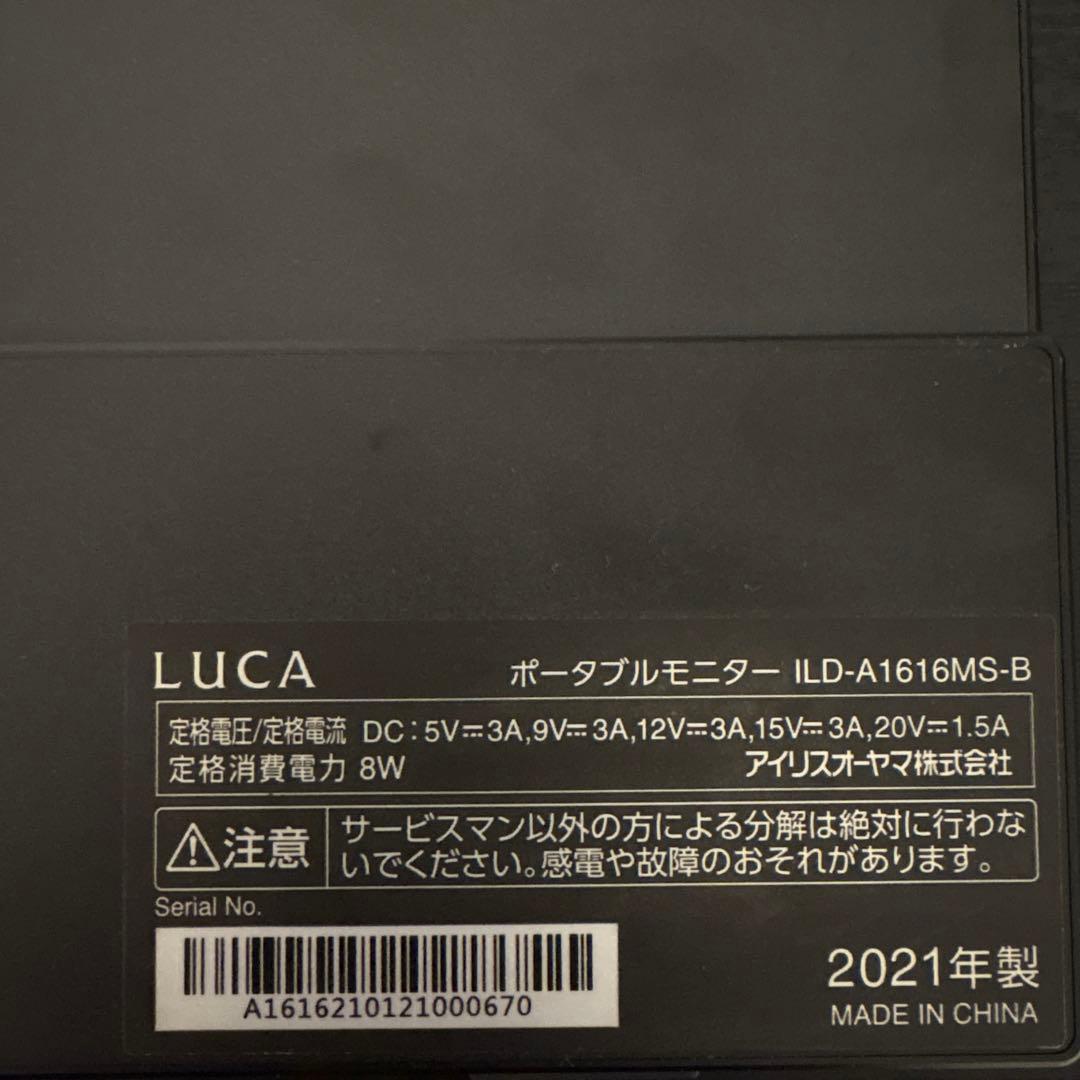 LUCA
ポータブルモニター ILD-A1616MS-B
定格電圧/定格電流 DC:5V⎓3A,9V⎓3A,12V⎓3A,15V⎓3A,20V⎓1.5A
定格消費電力 8W
アイリスオーヤマ株式会社
⚠注意
サービスマン以外の方による分解は絶対に行わな
いでください。感電や故障のおそれがあります。
Serial No.
A1616210121000670
2021年製
MADE IN CHINA